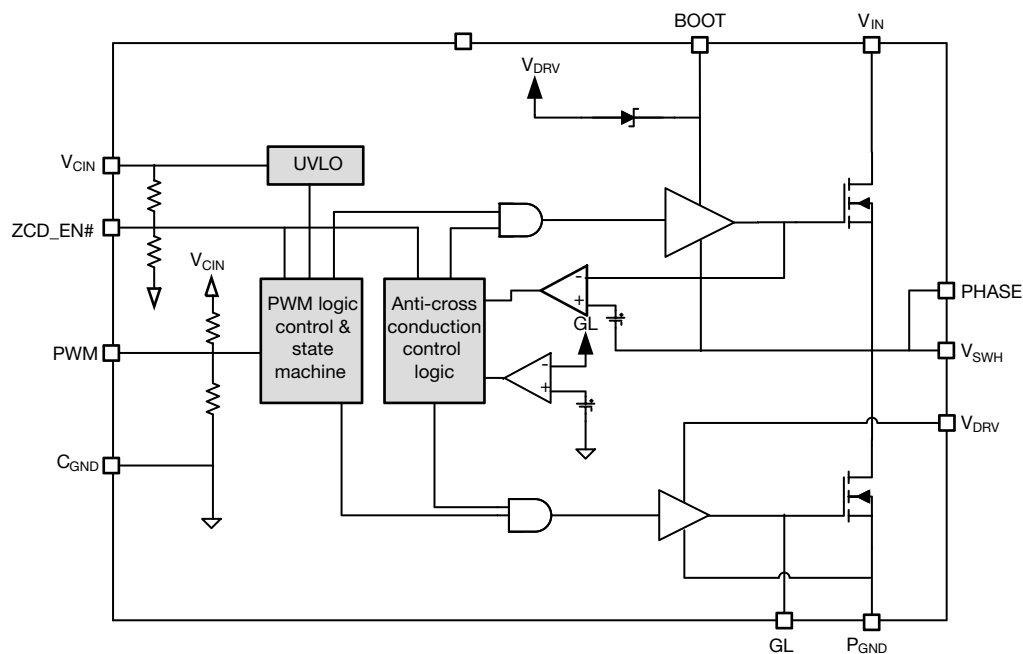 BOOT
VIN
VDRV
VCIN
UVLO
ZCD_EN#
VCIN
PWM logic
control &
state
machine
Anti-cross
conduction
control
logic
-
+
GL
PHASE
PWM
VSWH
-
+
VDRV
CGND
GL
PGND